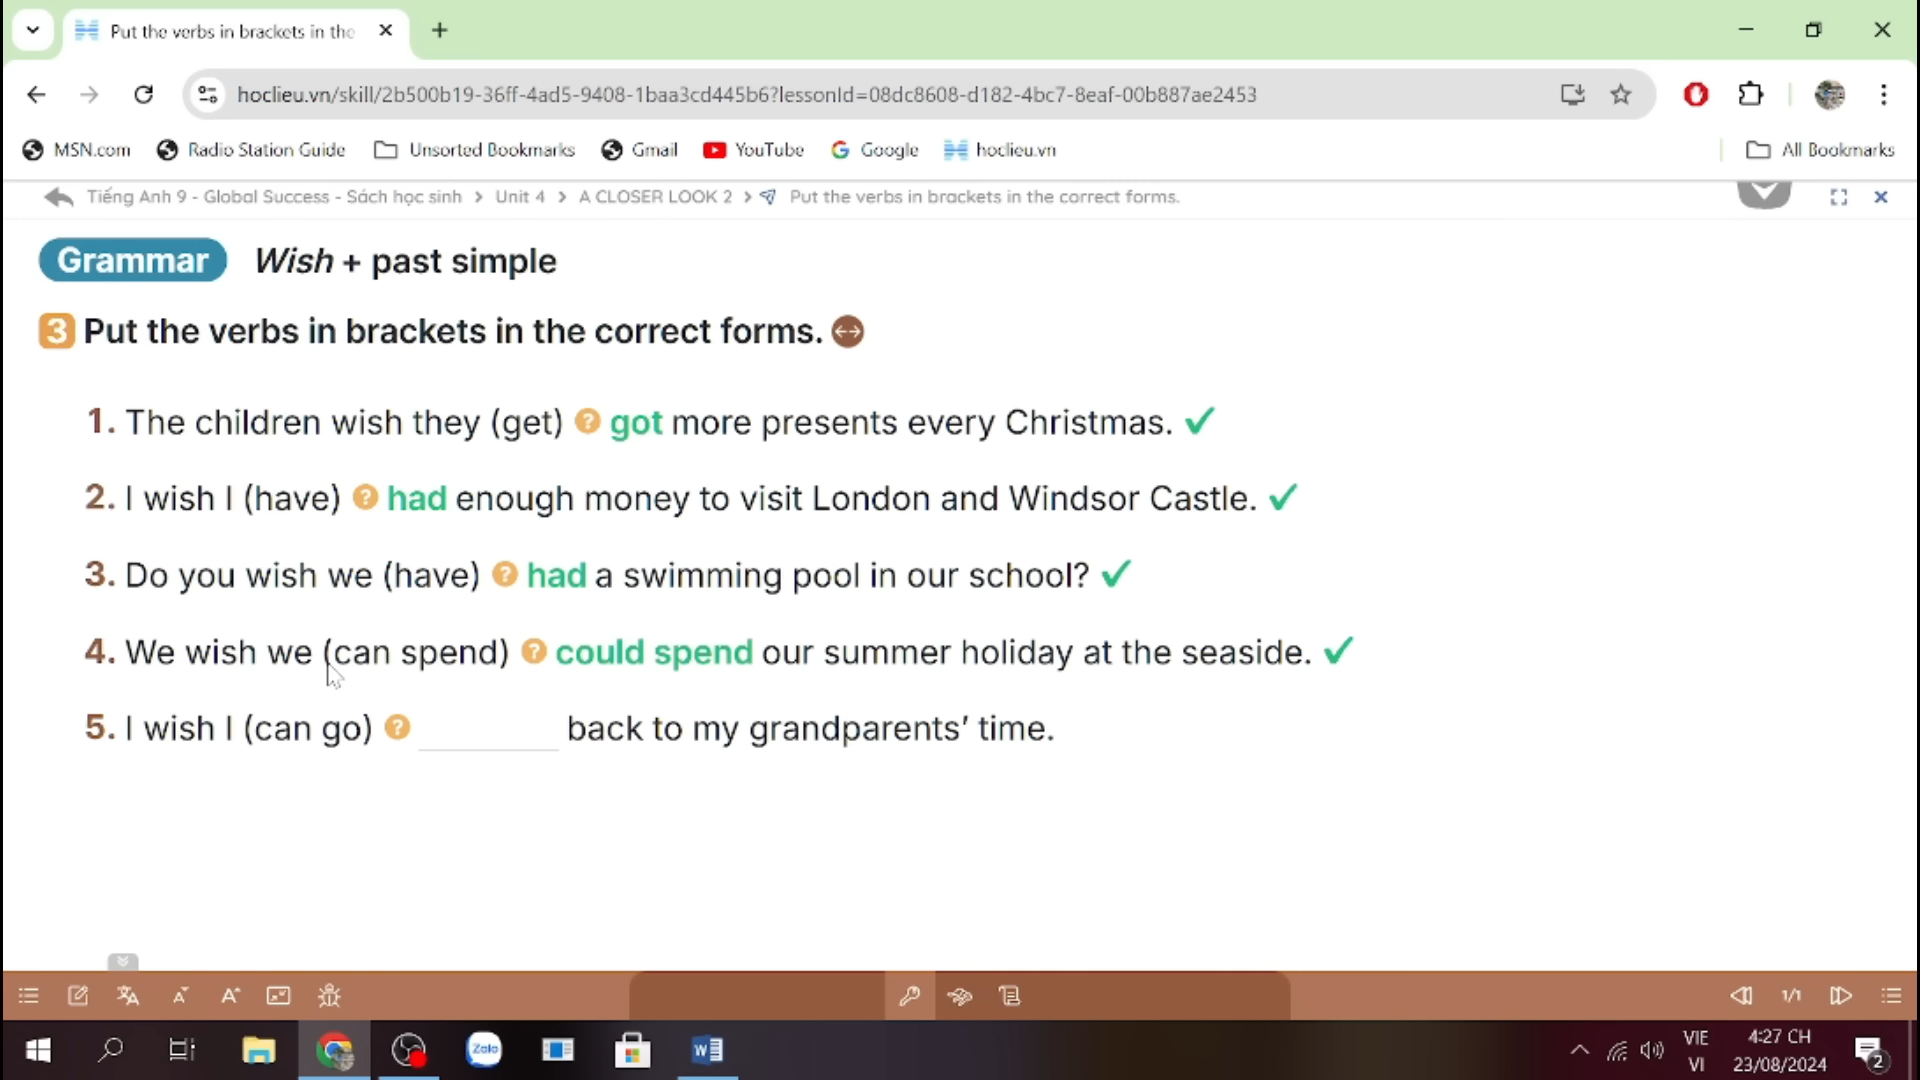 Put the verbs in brackets in the
hoclieu.vn/skill/2b500b19-36ff-4ad5-9408-1baa3cd445b6?lessonId=08dc8608-d182-4bc7-8eaf-00b887ae2453
MSN.com Radio Station Guide Unsorted Bookmarks Gmail YouTube Google hoclieu.vn All Bookmarks
Tiếng Anh 9 - Global Success - Sách học sinh > Unit 4 > A CLOSER LOOK 2 > Put the verbs in brackets in the correct forms.
Grammar Wish + past simple
3 Put the verbs in brackets in the correct forms.
1. The children wish they (get) ? got more presents every Christmas. ✓
2. I wish I (have) ? had enough money to visit London and Windsor Castle. ✓
3. Do you wish we (have) ? had a swimming pool in our school? ✓
4. We wish we (can spend) ? could spend our summer holiday at the seaside. ✓
5. I wish I (can go) ? ________ back to my grandparents' time.
1/1
Zalo
VIE
VI
4:27 CH
23/08/2024
2